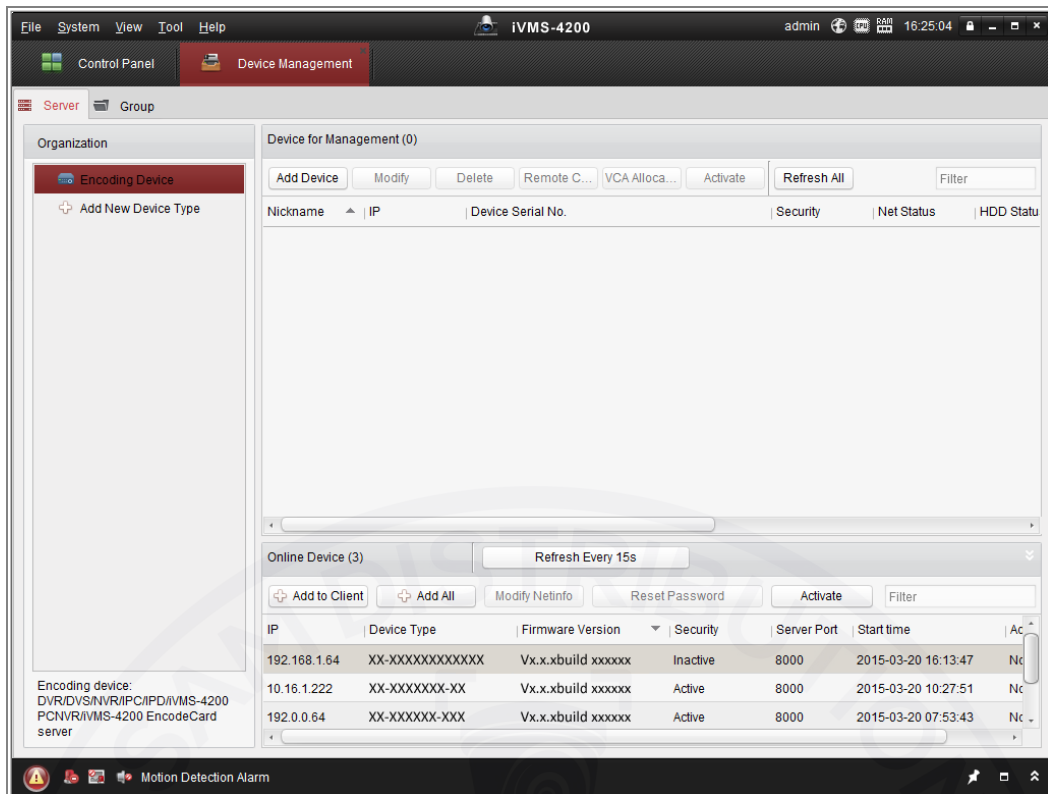 File System View Tool Help iVMS-4200 admin CPU RAM 16:25:04
Control Panel Device Management
Server Group
Organization
Encoding Device
Add New Device Type
Encoding device:
DVR/DVS/NVR/IPC/IPD/iVMS-4200
PCNVR/iVMS-4200 EncodeCard
server
Device for Management (0)
Add Device Modify Delete Remote C... VCA Alloca... Activate Refresh All Filter
Nickname IP Device Serial No. Security Net Status HDD Statu
Online Device (3) Refresh Every 15s
Add to Client Add All Modify Netinfo Reset Password Activate Filter
IP Device Type Firmware Version Security Server Port Start time Ad
192.168.1.64 XX-XXXXXXXXXXXX Vx.x.xbuild xxxxxx Inactive 8000 2015-03-20 16:13:47 No
10.16.1.222 XX-XXXXXXX-XX Vx.x.xbuild xxxxxx Active 8000 2015-03-20 10:27:51 No
192.0.0.64 XX-XXXXXX-XXX Vx.x.xbuild xxxxxx Active 8000 2015-03-20 07:53:43 No
Motion Detection Alarm